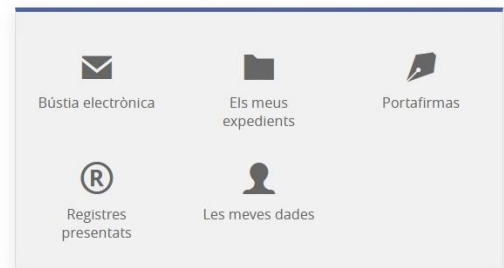 Bústia electrònica
Els meus
expedients
Portafirmas
®
Registres
presentats
Les meves dades